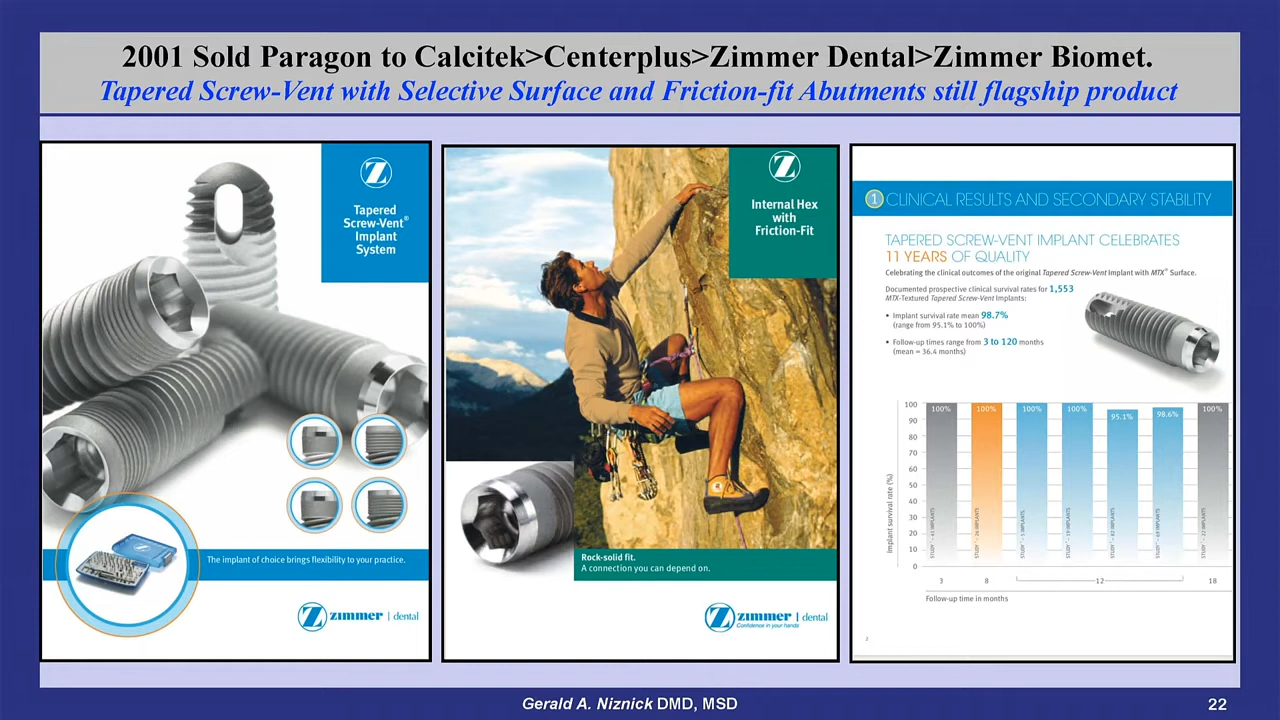 2001 Sold Paragon to Calcitek>Centerplus>Zimmer Dental>Zimmer Biomet.
Tapered Screw-Vent with Selective Surface and Friction-fit Abutments still flagship product
Z
Tapered
Screw-Vent®
Implant
System
The implant of choice brings flexibility to your practice.
Z zimmer | dental
Z
Internal Hex
with
Friction-Fit
Rock-solid fit.
A connection you can depend on.
Z zimmer | dental
Confidence in your hands
1 CLINICAL RESULTS AND SECONDARY STABILITY
TAPERED SCREW-VENT IMPLANT CELEBRATES
11 YEARS OF QUALITY
Celebrating the clinical outcomes of the original Tapered Screw-Vent Implant with MTX® Surface.
Documented prospective clinical survival rates for 1,553
MTX-Textured Tapered Screw-Vent Implants:
• Implant survival rate mean 98.7%
(range from 95.1% to 100%)
• Follow-up times range from 3 to 120 months
(mean = 36.4 months)
Implant survival rate (%)
100
90
80
70
60
50
40
30
20
10
0
100% 100% 100% 100% 95.1% 98.6% 100%
3 8 12 18
Follow-up time in months
2
Gerald A. Niznick DMD, MSD
22